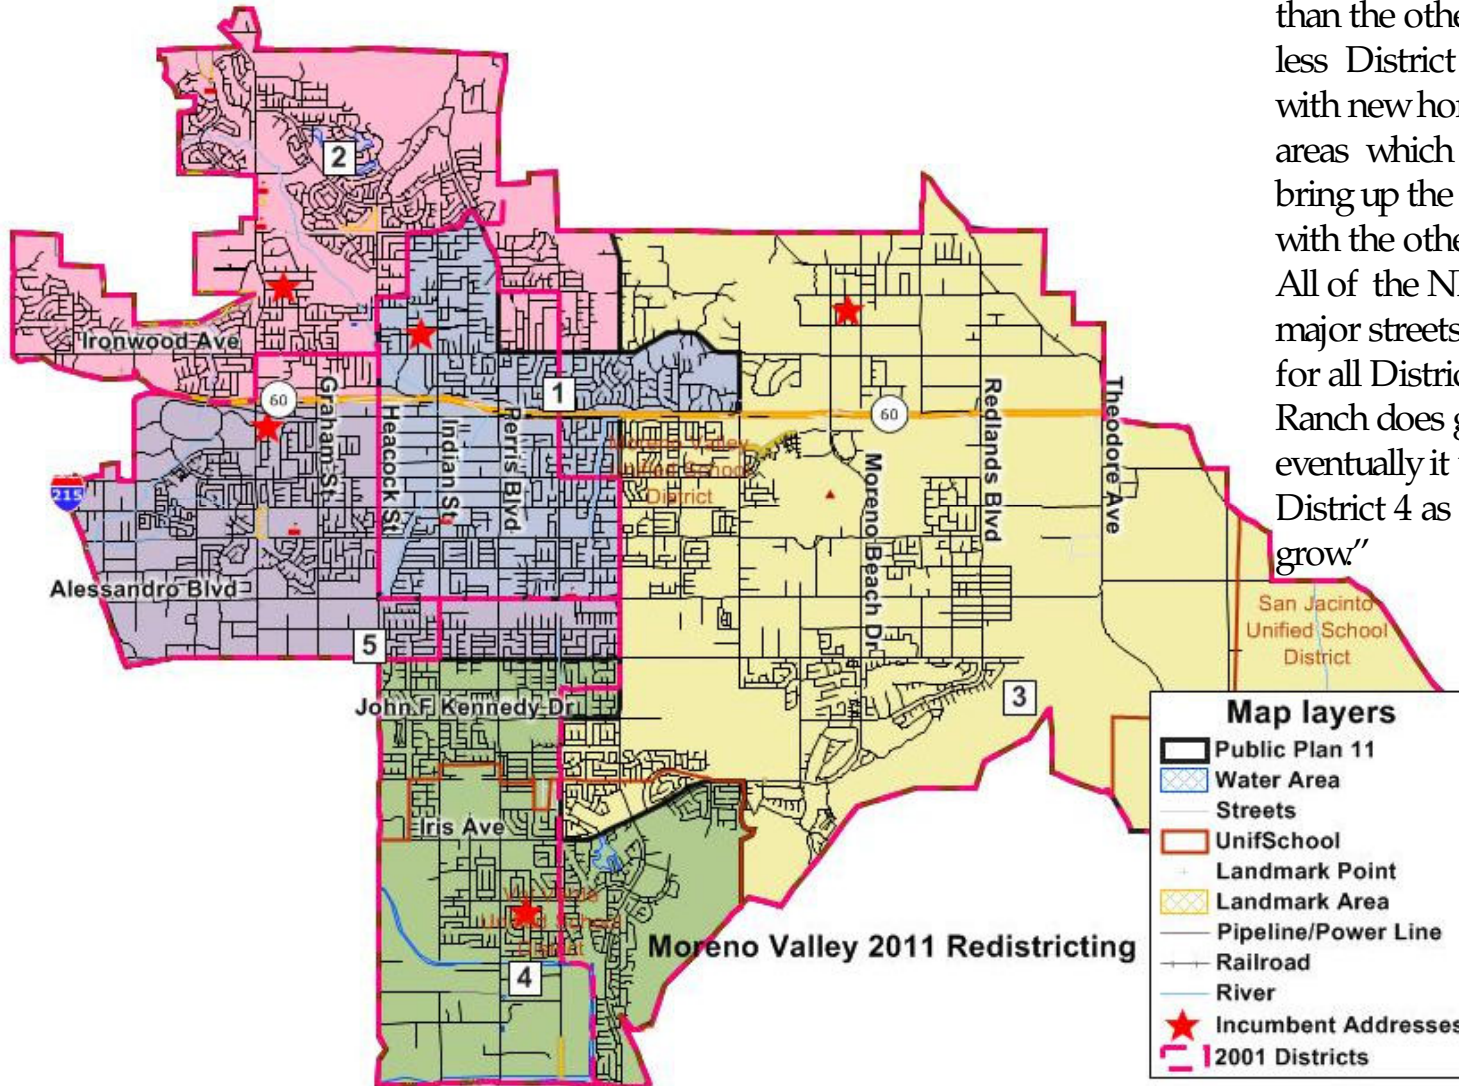 than the othe
less District
with new hor
areas which
bring up the
with the othe
All of the N
major streets
for all Distric
Ranch does g
eventually it
District 4 as
grow.”
2
Ironwood Ave
60
1
60
Graham St
Heacock St
Indian St
Perris Blvd
Moreno Valley
Unified School
District
Moreno Beach Dr
Redlands Blvd
Theodore Ave
215
Alessandro Blvd
5
San Jacinto
Unified School
District
John F Kennedy Dr
3
Iris Ave
Val Verde
Unified School
District
4
Moreno Valley 2011 Redistricting
Map layers
Public Plan 11
Water Area
Streets
UnifSchool
Landmark Point
Landmark Area
Pipeline/Power Line
Railroad
River
Incumbent Addresses
2001 Districts